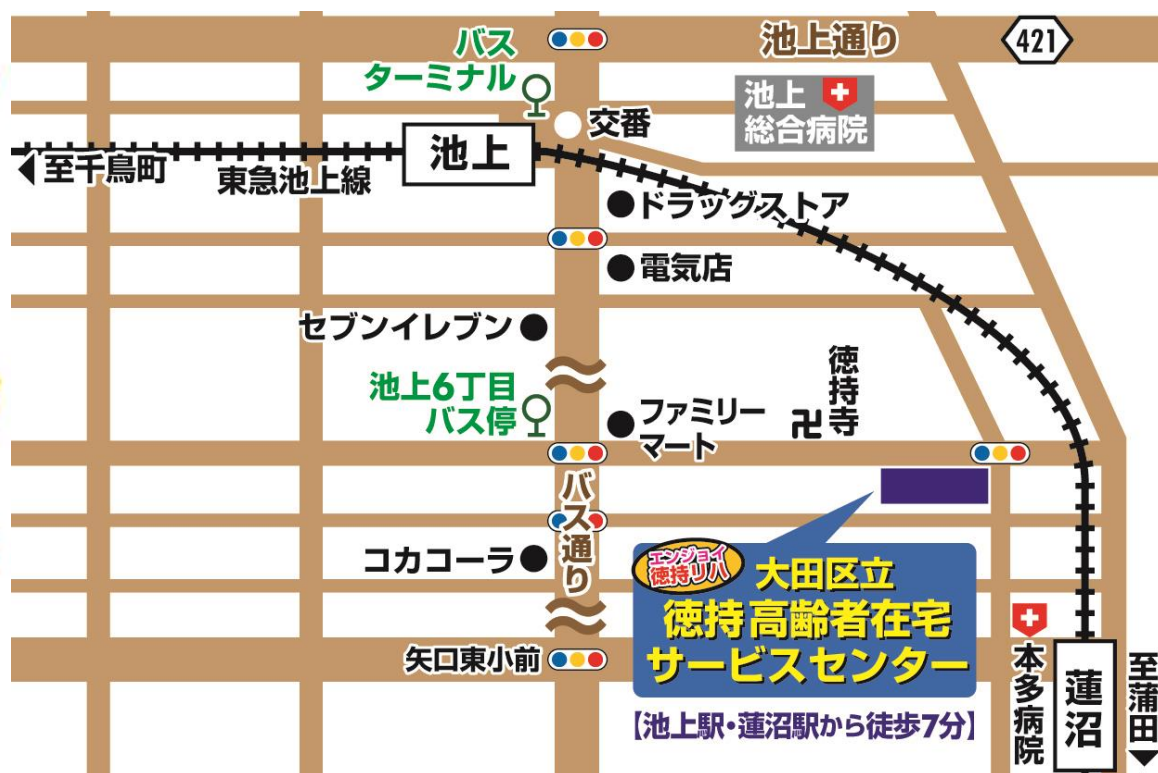 バス
ターミナル
池上通り
421
池上
総合病院
交番
池上
至千鳥町
東急池上線
ドラッグストア
電気店
セブンイレブン
池上6丁目
バス停
ファミリー
マート
徳持寺
バス通り
コカコーラ
エンジョイ
徳持リハ
大田区立
徳持高齢者在宅
サービスセンター
矢口東小前
【池上駅・蓮沼駅から徒歩7分】
本多病院
蓮沼
至蒲田